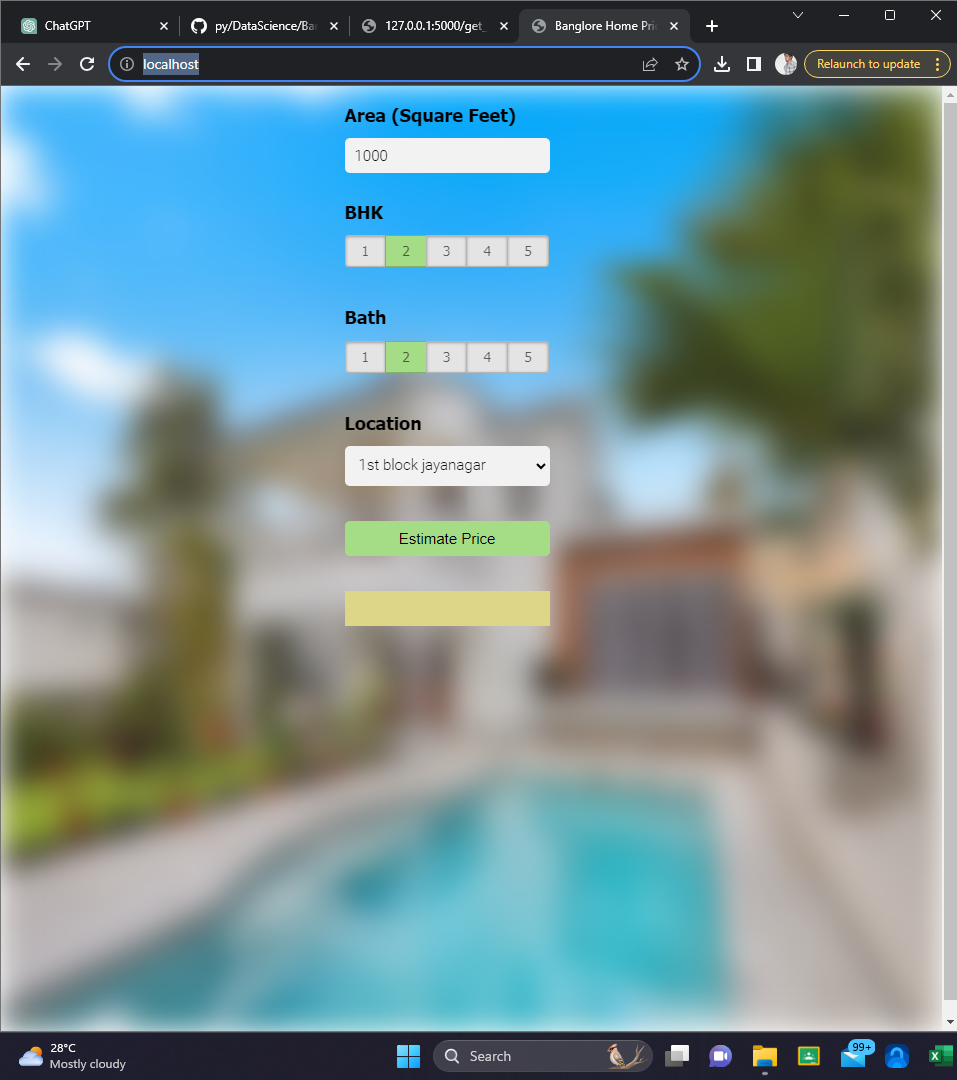 ChatGPT
py/DataScience/Ban
127.0.0.1:5000/get_
Banglore Home Pri
localhost
Relaunch to update
Area (Square Feet)
1000
BHK
1 2 3 4 5
Bath
1 2 3 4 5
Location
1st block jayanagar
Estimate Price
28°C
Mostly cloudy
Search
99+